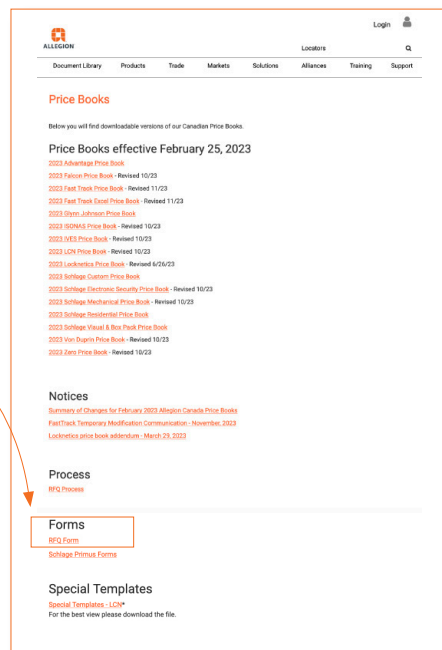 Login
ALLEGION
Locators
Document Library Products Trade Markets Solutions Alliances Training Support
Price Books
Below you will find downloadable versions of our Canadian Price Books.
Price Books effective February 25, 2023
2023 Advantage Price Book
2023 Falcon Price Book - Revised 10/23
2023 Fast Track Price Book - Revised 11/23
2023 Fast Track Excel Price Book - Revised 11/23
2023 Glynn Johnson Price Book
2023 ISONAS Price Book - Revised 10/23
2023 IVES Price Book - Revised 10/23
2023 LCN Price Book - Revised 10/23
2023 Locknetics Price Book - Revised 6/26/23
2023 Schlage Custom Price Book
2023 Schlage Electronic Security Price Book - Revised 10/23
2023 Schlage Mechanical Price Book - Revised 10/23
2023 Schlage Residential Price Book
2023 Schlage Visual & Box Pack Price Book
2023 Von Duprin Price Book - Revised 10/23
2023 Zero Price Book - Revised 10/23
Notices
Summary of Changes for February 2023 Allegion Canada Price Books
FastTrack Temporary Modification Communication - November, 2023
Locknetics price book addendum - March 29, 2023
Process
RFQ Process
Forms
RFQ Form
Schlage Primus Forms
Special Templates
Special Templates - LCN*
For the best view please download the file.